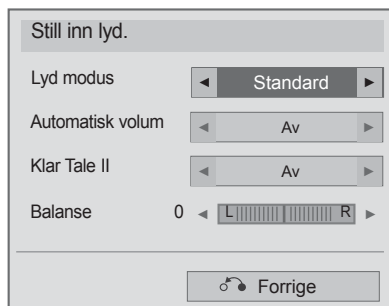 Still inn lyd.
Lyd modus ◄ Standard ►
Automatisk volum ◄ Av ►
Klar Tale II ◄ Av ►
Balanse 0 ◄ L R ►
Forrige